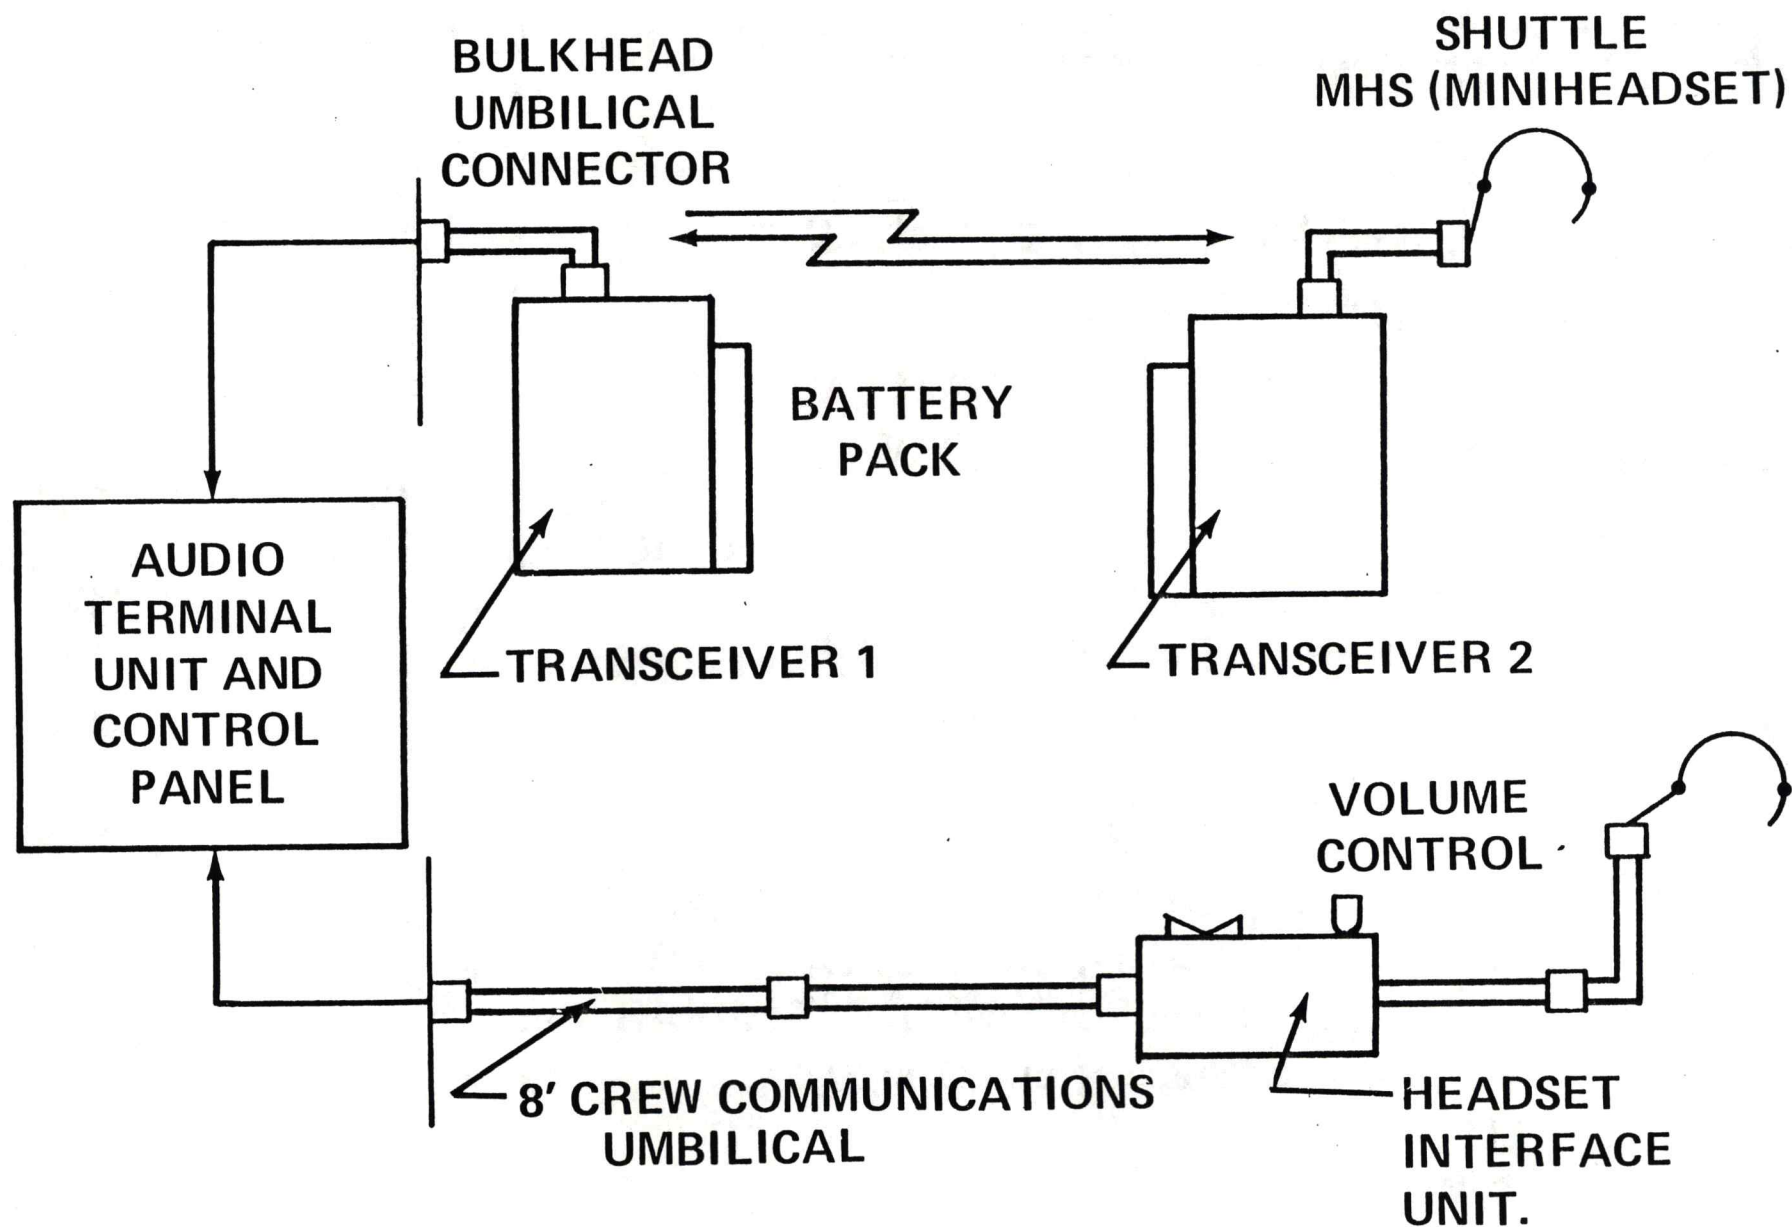 BULKHEAD
UMBILICAL
CONNECTOR
SHUTTLE
MHS (MINIHEADSET)
BATTERY
PACK
AUDIO
TERMINAL
UNIT AND
CONTROL
PANEL
TRANSCEIVER 1
TRANSCEIVER 2
VOLUME
CONTROL
8' CREW COMMUNICATIONS
UMBILICAL
HEADSET
INTERFACE
UNIT.